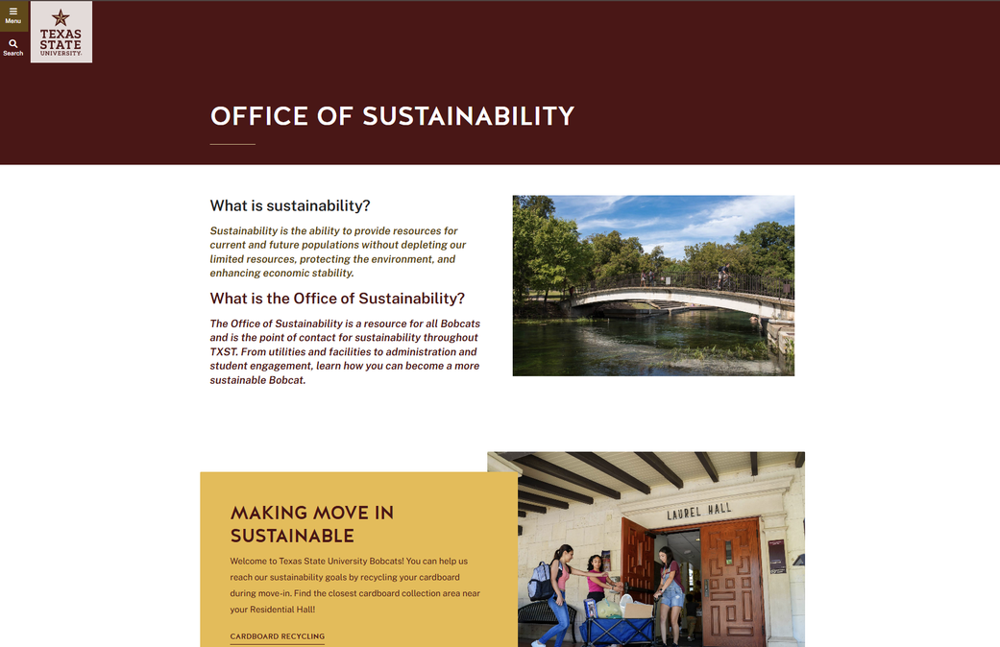 Menu
TEXAS
STATE
UNIVERSITY.
Search
OFFICE OF SUSTAINABILITY
What is sustainability?
Sustainability is the ability to provide resources for
current and future populations without depleting our
limited resources, protecting the environment, and
enhancing economic stability.
What is the Office of Sustainability?
The Office of Sustainability is a resource for all Bobcats
and is the point of contact for sustainability throughout
TXST. From utilities and facilities to administration and
student engagement, learn how you can become a more
sustainable Bobcat.
MAKING MOVE IN
SUSTAINABLE
Welcome to Texas State University Bobcats! You can help us
reach our sustainability goals by recycling your cardboard
during move-in. Find the closest cardboard collection area near
your Residential Hall!
CARDBOARD RECYCLING
LAUREL HALL